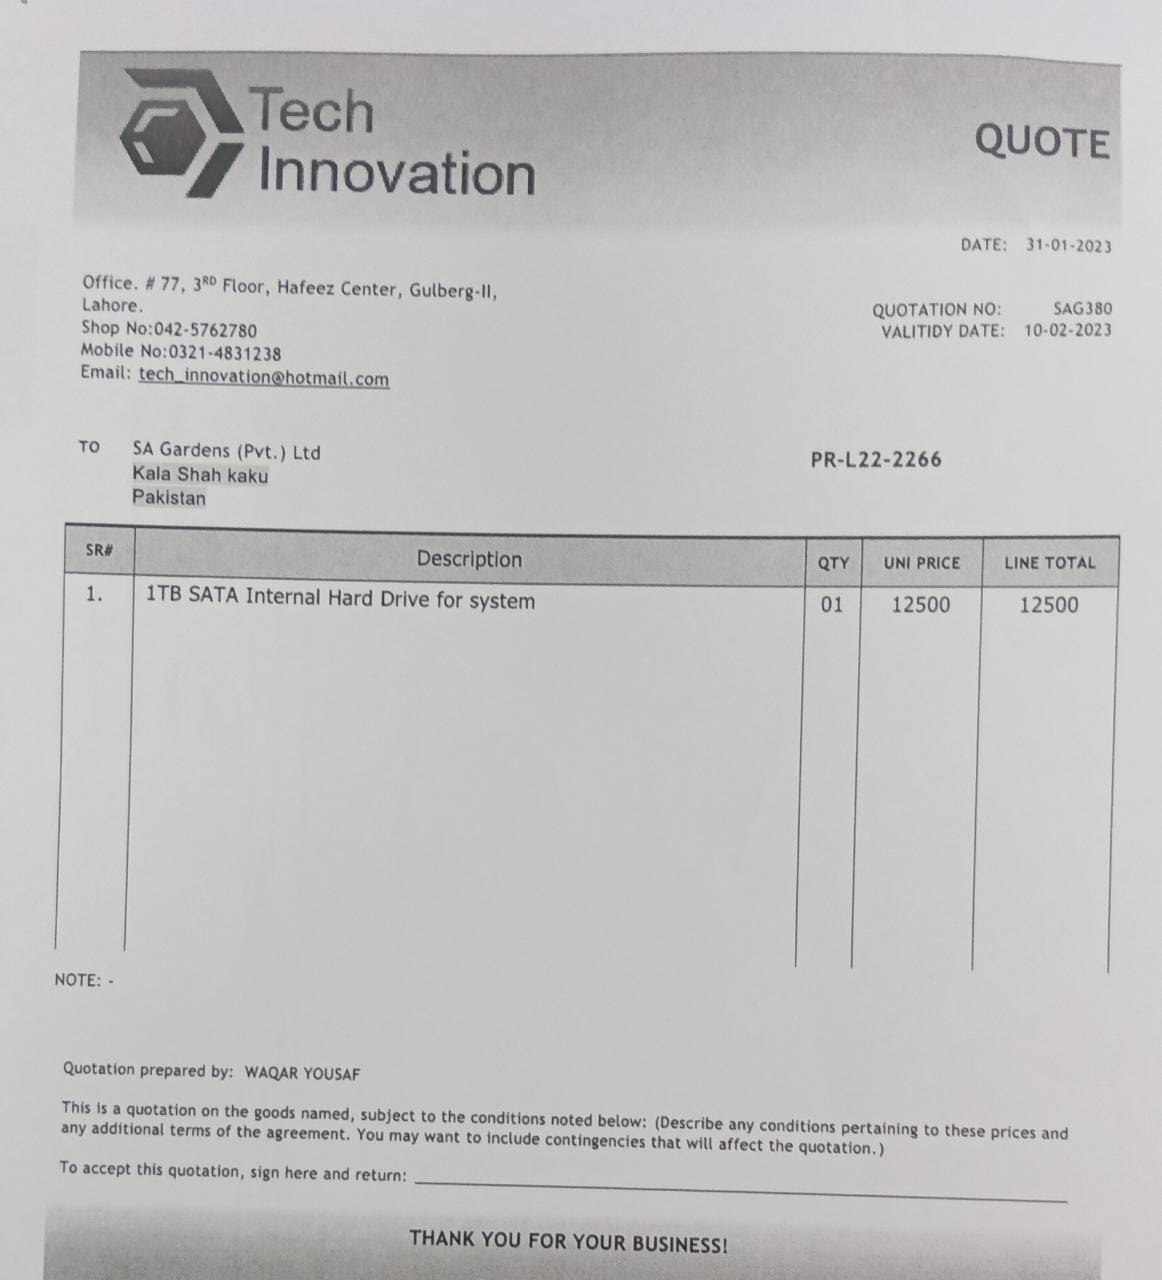 Tech
Innovation
QUOTE
DATE: 31-01-2023
Office. # 77, 3RD Floor, Hafeez Center, Gulberg-II,
Lahore.
Shop No:042-5762780
Mobile No:0321-4831238
Email: tech_innovation@hotmail.com
QUOTATION NO: SAG380
VALITIDY DATE: 10-02-2023
TO SA Gardens (Pvt.) Ltd
Kala Shah kaku
Pakistan
PR-L22-2266
SR# Description QTY UNI PRICE LINE TOTAL
1. 1TB SATA Internal Hard Drive for system 01 12500 12500
NOTE: -
Quotation prepared by: WAQAR YOUSAF
This is a quotation on the goods named, subject to the conditions noted below: (Describe any conditions pertaining to these prices and
any additional terms of the agreement. You may want to include contingencies that will affect the quotation.)
To accept this quotation, sign here and return:
THANK YOU FOR YOUR BUSINESS!